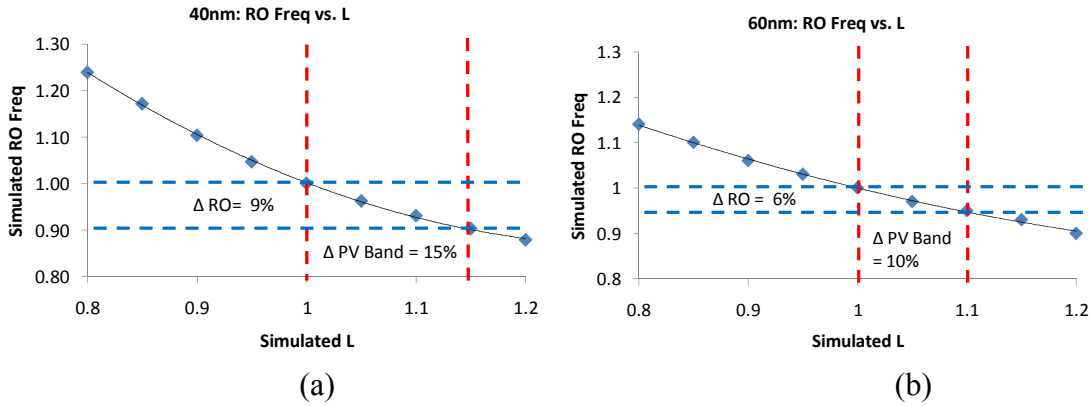 40nm: RO Freq vs. L
1.30
1.20
1.10
1.00
0.90
0.80
Simulated RO Freq
Δ RO= 9%
Δ PV Band = 15%
0.8
0.9
1
1.1
1.2
Simulated L
(a)
60nm: RO Freq vs. L
1.3
1.2
1.1
1
0.9
0.8
Simulated RO Freq
Δ RO = 6%
Δ PV Band
= 10%
0.8
0.9
1
1.1
1.2
Simulated L
(b)